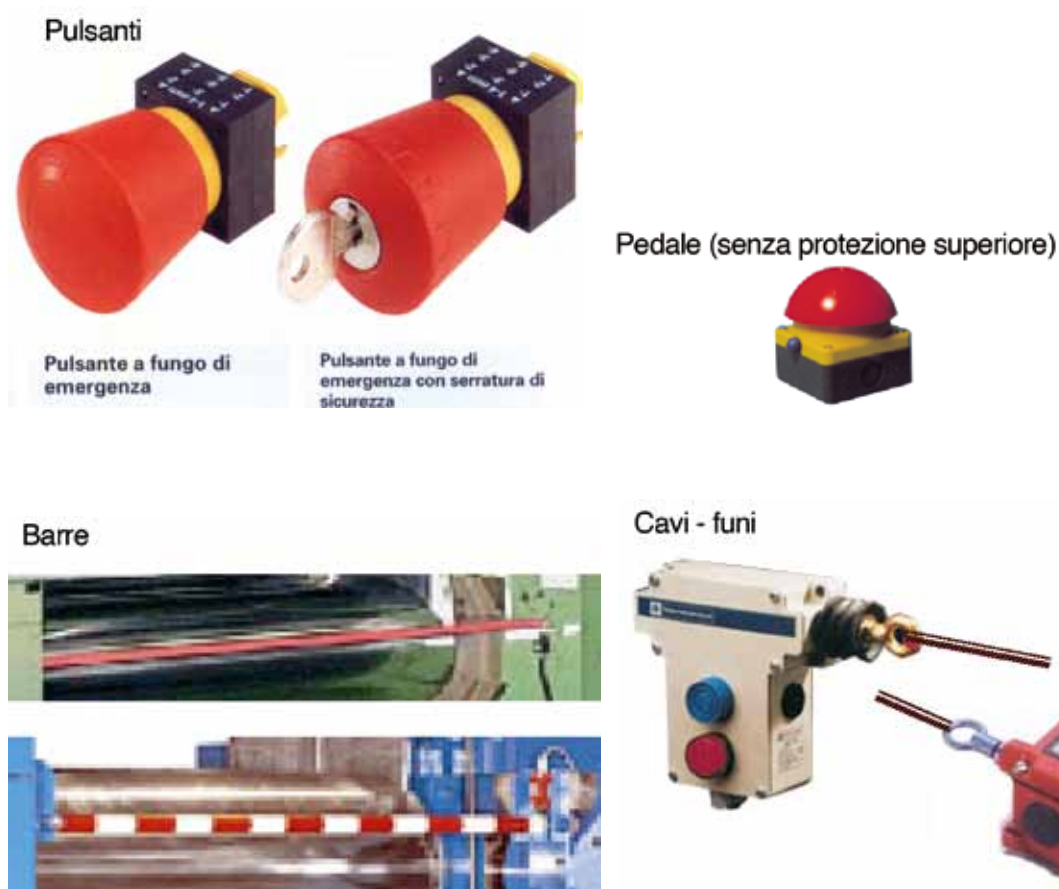 Pulsanti
Pulsante a fungo di
emergenza
Pulsante a fungo di
emergenza con serratura di
sicurezza
Pedale (senza protezione superiore)
Barre
Cavi - funi